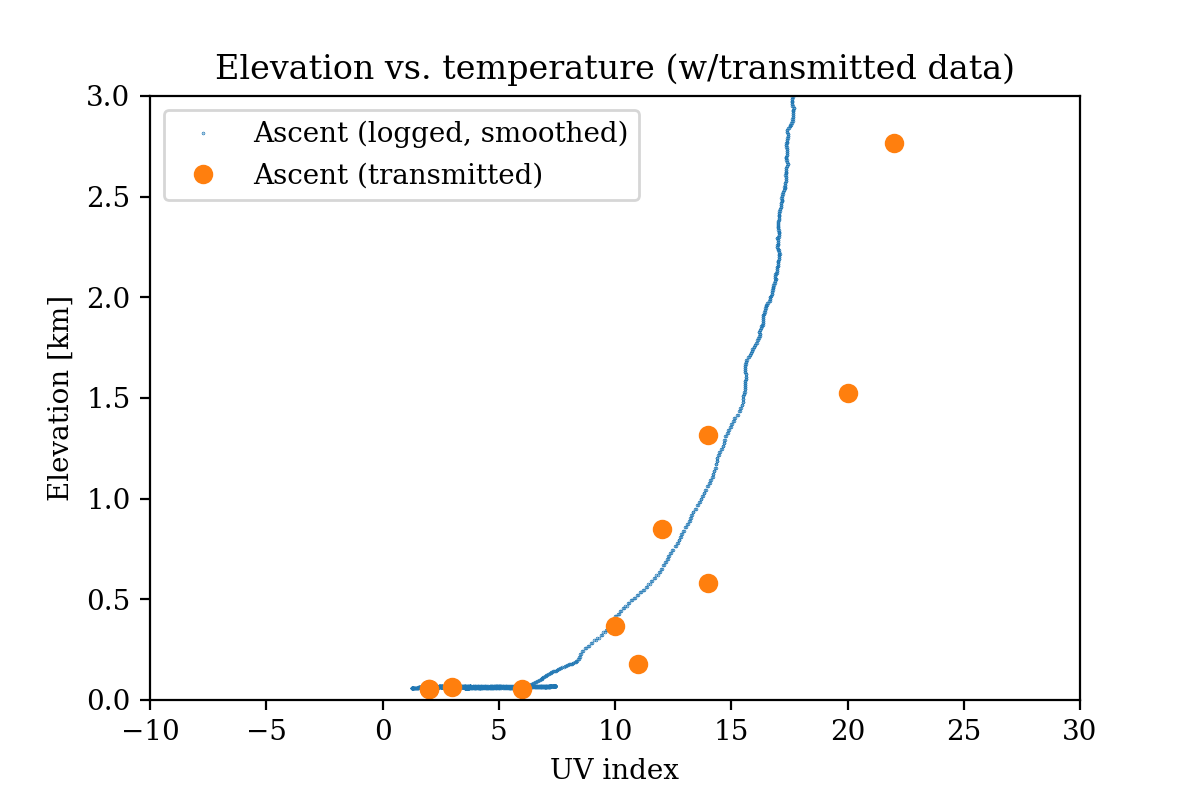 Elevation vs. temperature (w/transmitted data)
Ascent (logged, smoothed)
Ascent (transmitted)
Elevation [km]
3.0
2.5
2.0
1.5
1.0
0.5
0.0
−10 −5 0 5 10 15 20 25 30
UV index